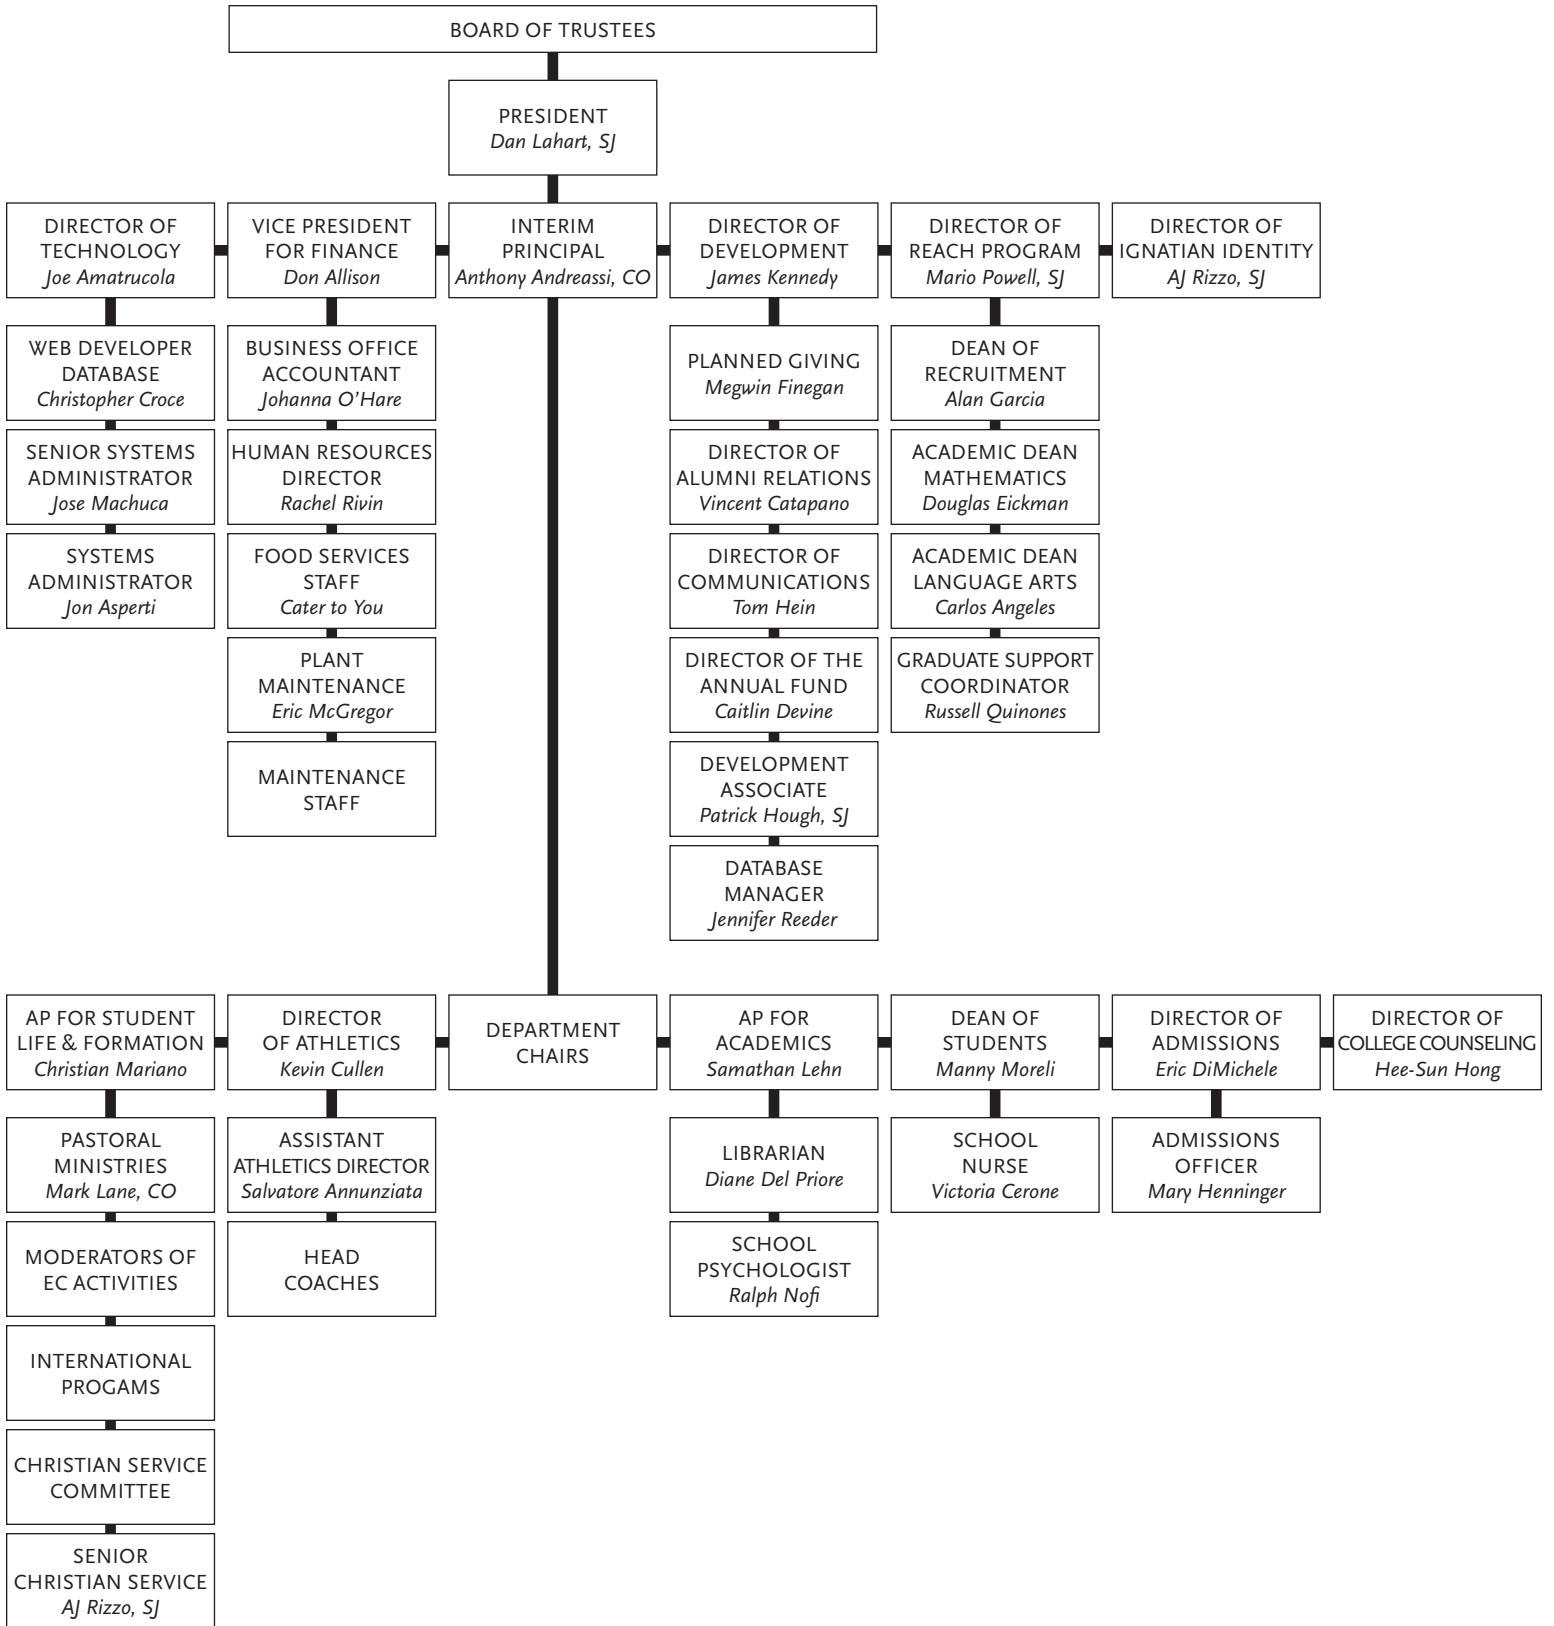 BOARD OF TRUSTEES
PRESIDENT
Dan Lahart, SJ
DIRECTOR OF
TECHNOLOGY
Joe Amatrucola
VICE PRESIDENT
FOR FINANCE
Don Allison
INTERIM
PRINCIPAL
Anthony Andreassi, CO
DIRECTOR OF
DEVELOPMENT
James Kennedy
DIRECTOR OF
REACH PROGRAM
Mario Powell, SJ
DIRECTOR OF
IGNATIAN IDENTITY
AJ Rizzo, SJ
WEB DEVELOPER
DATABASE
Christopher Croce
SENIOR SYSTEMS
ADMINISTRATOR
Jose Machuca
SYSTEMS
ADMINISTRATOR
Jon Asperti
BUSINESS OFFICE
ACCOUNTANT
Johanna O'Hare
HUMAN RESOURCES
DIRECTOR
Rachel Rivin
FOOD SERVICES
STAFF
Cater to You
PLANT
MAINTENANCE
Eric McGregor
MAINTENANCE
STAFF
PLANNED GIVING
Megwin Finegan
DIRECTOR OF
ALUMNI RELATIONS
Vincent Catapano
DIRECTOR OF
COMMUNICATIONS
Tom Hein
DIRECTOR OF THE
ANNUAL FUND
Caitlin Devine
DEVELOPMENT
ASSOCIATE
Patrick Hough, SJ
DATABASE
MANAGER
Jennifer Reeder
DEAN OF
RECRUITMENT
Alan Garcia
ACADEMIC DEAN
MATHEMATICS
Douglas Eickman
ACADEMIC DEAN
LANGUAGE ARTS
Carlos Angeles
GRADUATE SUPPORT
COORDINATOR
Russell Quinones
AP FOR STUDENT
LIFE & FORMATION
Christian Mariano
DIRECTOR
OF ATHLETICS
Kevin Cullen
DEPARTMENT
CHAIRS
AP FOR
ACADEMICS
Samathan Lehn
DEAN OF
STUDENTS
Manny Moreli
DIRECTOR OF
ADMISSIONS
Eric DiMichele
DIRECTOR OF
COLLEGE COUNSELING
Hee-Sun Hong
PASTORAL
MINISTRIES
Mark Lane, CO
MODERATORS OF
EC ACTIVITIES
INTERNATIONAL
PROGAMS
CHRISTIAN SERVICE
COMMITTEE
SENIOR
CHRISTIAN SERVICE
AJ Rizzo, SJ
ASSISTANT
ATHLETICS DIRECTOR
Salvatore Annunziata
HEAD
COACHES
LIBRARIAN
Diane Del Priore
SCHOOL
PSYCHOLOGIST
Ralph Nofi
SCHOOL
NURSE
Victoria Cerone
ADMISSIONS
OFFICER
Mary Henninger